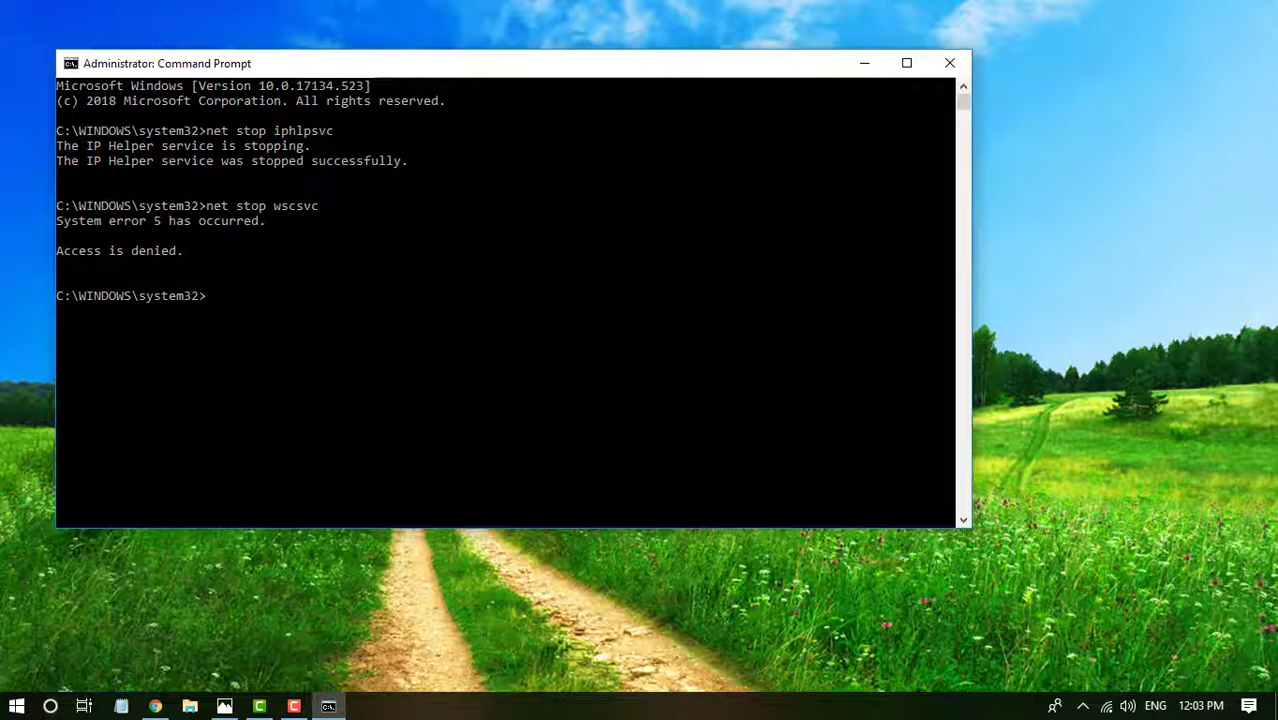 Administrator: Command Prompt
Microsoft Windows [Version 10.0.17134.523]
(c) 2018 Microsoft Corporation. All rights reserved.
C:\WINDOWS\system32>net stop iphlpsvc
The IP Helper service is stopping.
The IP Helper service was stopped successfully.
C:\WINDOWS\system32>net stop wscsvc
System error 5 has occurred.
Access is denied.
C:\WINDOWS\system32>
ENG 12:03 PM